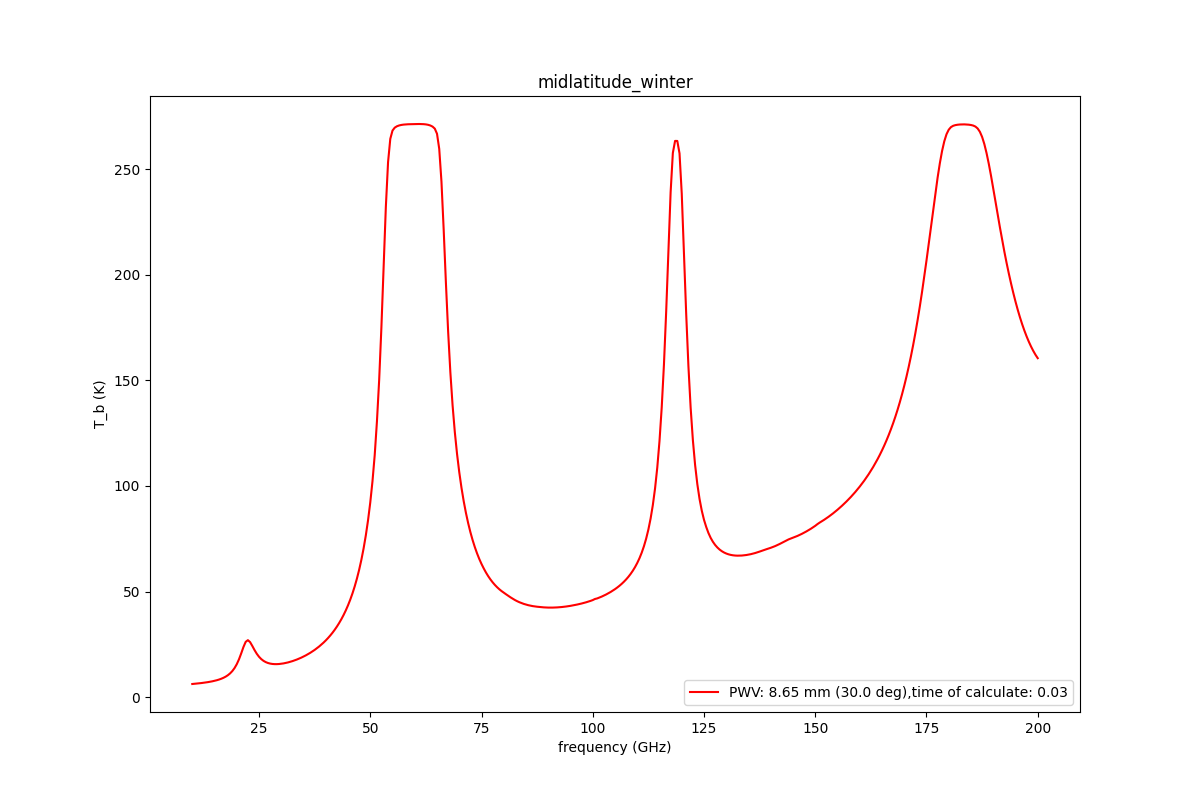 midlatitude_winter
T_b (K)
250
200
150
100
50
0
25 50 75 100 125 150 175 200
frequency (GHz)
PWV: 8.65 mm (30.0 deg),time of calculate: 0.03